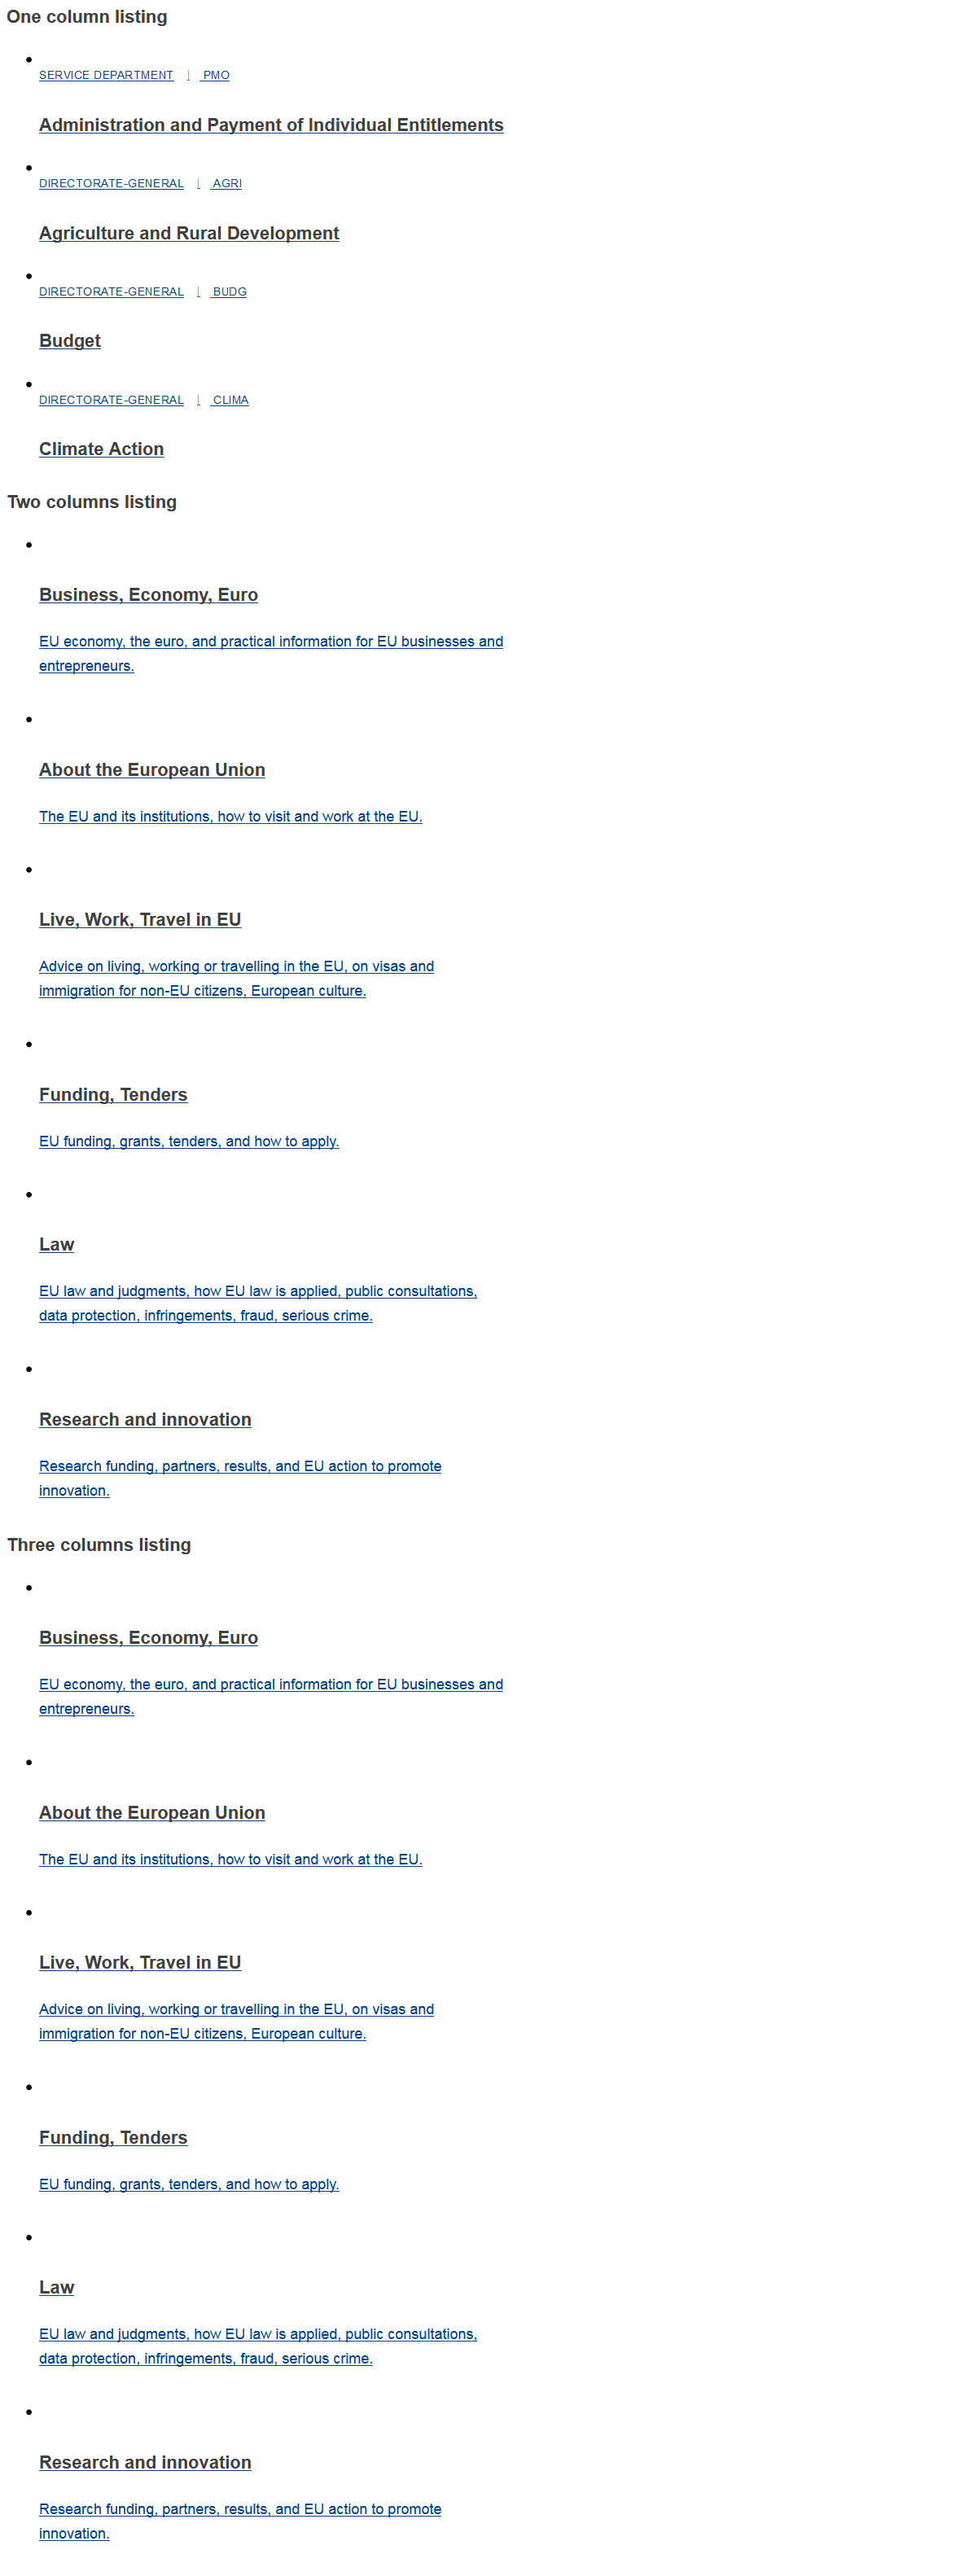 One column listing
SERVICE DEPARTMENT | PMO
Administration and Payment of Individual Entitlements
DIRECTORATE-GENERAL | AGRI
Agriculture and Rural Development
DIRECTORATE-GENERAL | BUDG
Budget
DIRECTORATE-GENERAL | CLIMA
Climate Action
Two columns listing
Business, Economy, Euro
EU economy, the euro, and practical information for EU businesses and
entrepreneurs.
About the European Union
The EU and its institutions, how to visit and work at the EU.
Live, Work, Travel in EU
Advice on living, working or travelling in the EU, on visas and
immigration for non-EU citizens, European culture.
Funding, Tenders
EU funding, grants, tenders, and how to apply.
Law
EU law and judgments, how EU law is applied, public consultations,
data protection, infringements, fraud, serious crime.
Research and innovation
Research funding, partners, results, and EU action to promote
innovation.
Three columns listing
Business, Economy, Euro
EU economy, the euro, and practical information for EU businesses and
entrepreneurs.
About the European Union
The EU and its institutions, how to visit and work at the EU.
Live, Work, Travel in EU
Advice on living, working or travelling in the EU, on visas and
immigration for non-EU citizens, European culture.
Funding, Tenders
EU funding, grants, tenders, and how to apply.
Law
EU law and judgments, how EU law is applied, public consultations,
data protection, infringements, fraud, serious crime.
Research and innovation
Research funding, partners, results, and EU action to promote
innovation.